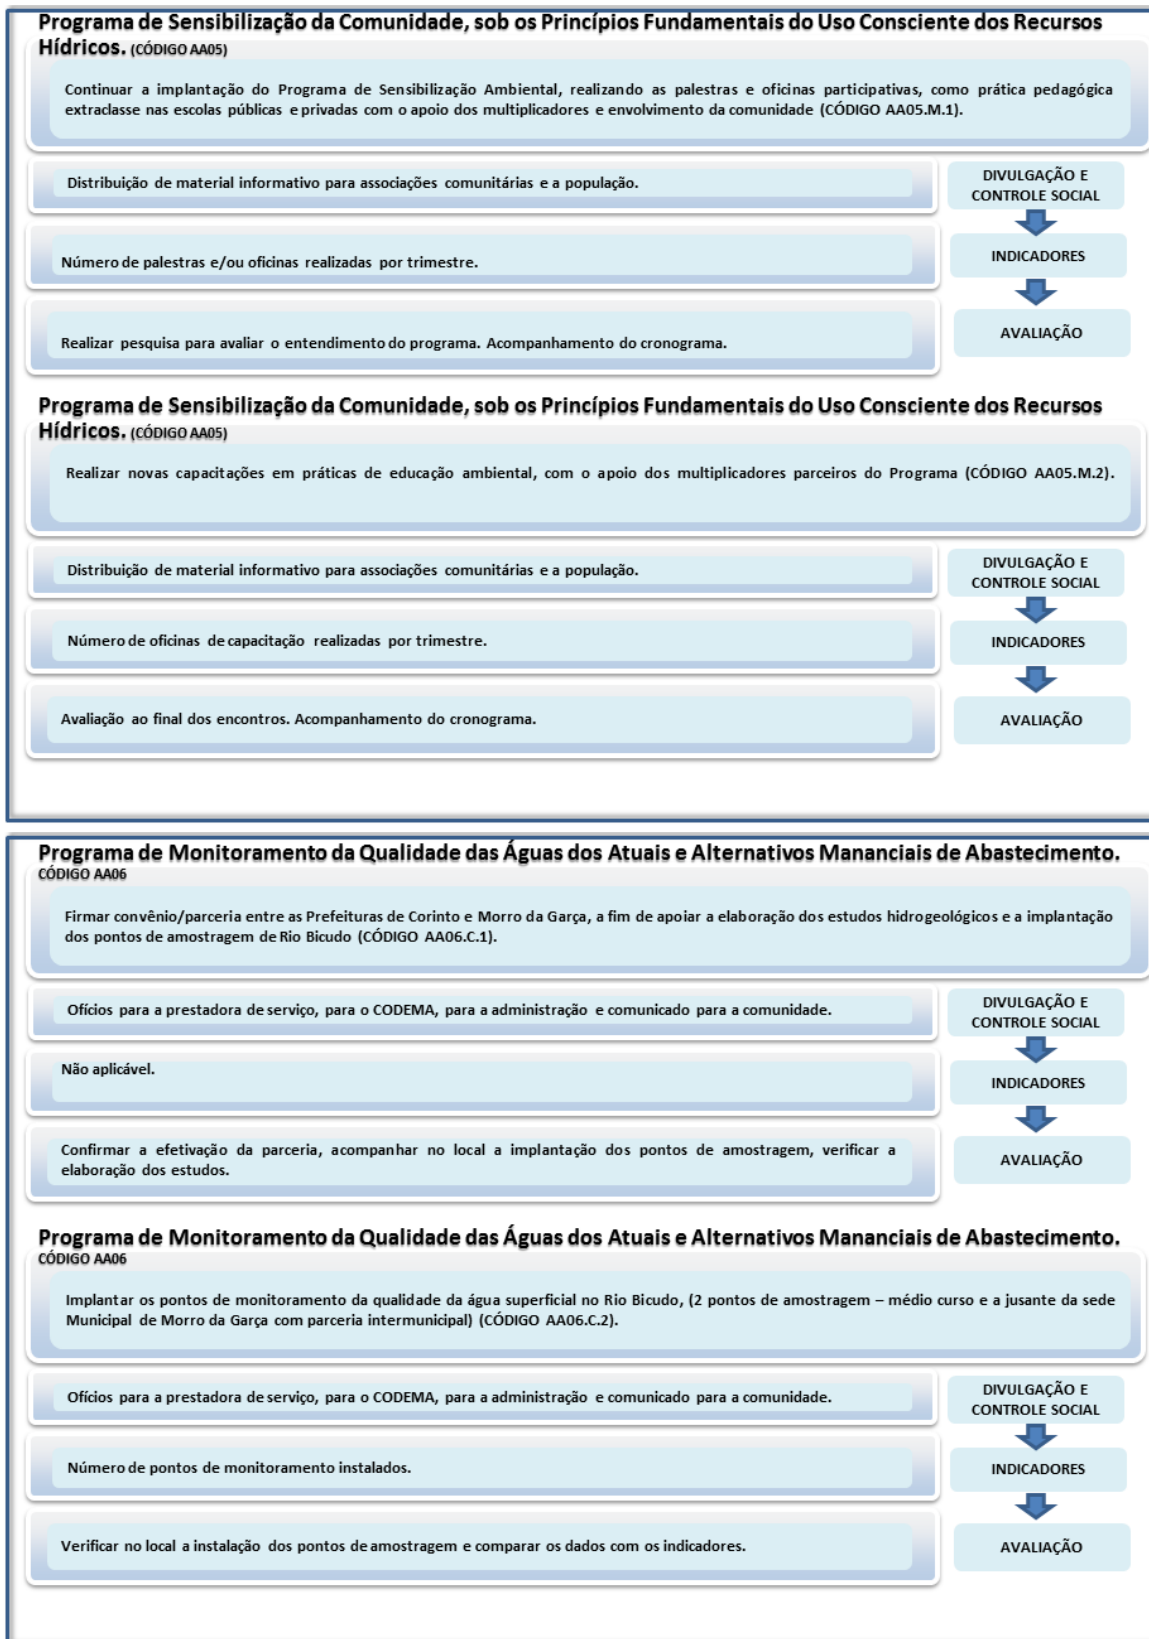 Programa de Sensibilização da Comunidade, sob os Princípios Fundamentais do Uso Consciente dos Recursos
Hídricos. (CÓDIGO AA05)
Continuar a implantação do Programa de Sensibilização Ambiental, realizando as palestras e oficinas participativas, como prática pedagógica
extraclasse nas escolas públicas e privadas com o apoio dos multiplicadores e envolvimento da comunidade (CÓDIGO AA05.M.1).
Distribuição de material informativo para associações comunitárias e a população.
DIVULGAÇÃO E
CONTROLE SOCIAL
Número de palestras e/ou oficinas realizadas por trimestre.
INDICADORES
Realizar pesquisa para avaliar o entendimento do programa. Acompanhamento do cronograma.
AVALIAÇÃO
Programa de Sensibilização da Comunidade, sob os Princípios Fundamentais do Uso Consciente dos Recursos
Hídricos. (CÓDIGO AA05)
Realizar novas capacitações em práticas de educação ambiental, com o apoio dos multiplicadores parceiros do Programa (CÓDIGO AA05.M.2).
Distribuição de material informativo para associações comunitárias e a população.
DIVULGAÇÃO E
CONTROLE SOCIAL
Número de oficinas de capacitação realizadas por trimestre.
INDICADORES
Avaliação ao final dos encontros. Acompanhamento do cronograma.
AVALIAÇÃO
Programa de Monitoramento da Qualidade das Águas dos Atuais e Alternativos Mananciais de Abastecimento.
CÓDIGO AA06
Firmar convênio/parceria entre as Prefeituras de Corinto e Morro da Garça, a fim de apoiar a elaboração dos estudos hidrogeológicos e a implantação
dos pontos de amostragem de Rio Bicudo (CÓDIGO AA06.C.1).
Ofícios para a prestadora de serviço, para o CODEMA, para a administração e comunicado para a comunidade.
DIVULGAÇÃO E
CONTROLE SOCIAL
Não aplicável.
INDICADORES
Confirmar a efetivação da parceria, acompanhar no local a implantação dos pontos de amostragem, verificar a
elaboração dos estudos.
AVALIAÇÃO
Programa de Monitoramento da Qualidade das Águas dos Atuais e Alternativos Mananciais de Abastecimento.
CÓDIGO AA06
Implantar os pontos de monitoramento da qualidade da água superficial no Rio Bicudo, (2 pontos de amostragem – médio curso e a jusante da sede
Municipal de Morro da Garça com parceria intermunicipal) (CÓDIGO AA06.C.2).
Ofícios para a prestadora de serviço, para o CODEMA, para a administração e comunicado para a comunidade.
DIVULGAÇÃO E
CONTROLE SOCIAL
Número de pontos de monitoramento instalados.
INDICADORES
Verificar no local a instalação dos pontos de amostragem e comparar os dados com os indicadores.
AVALIAÇÃO